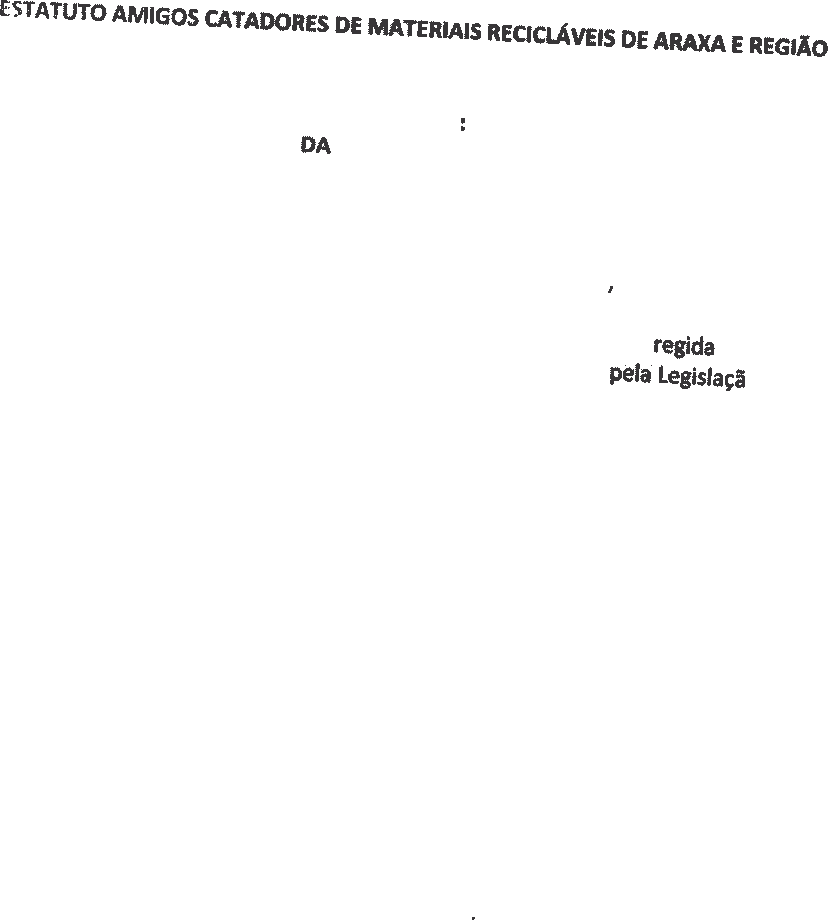 ESTATUTO AMIGOS CATADORES DE MATERIAIS RECICLÁVEIS DE ARAXA E REGIÃO
:
DA
,
regida
pela Legislaçã
.